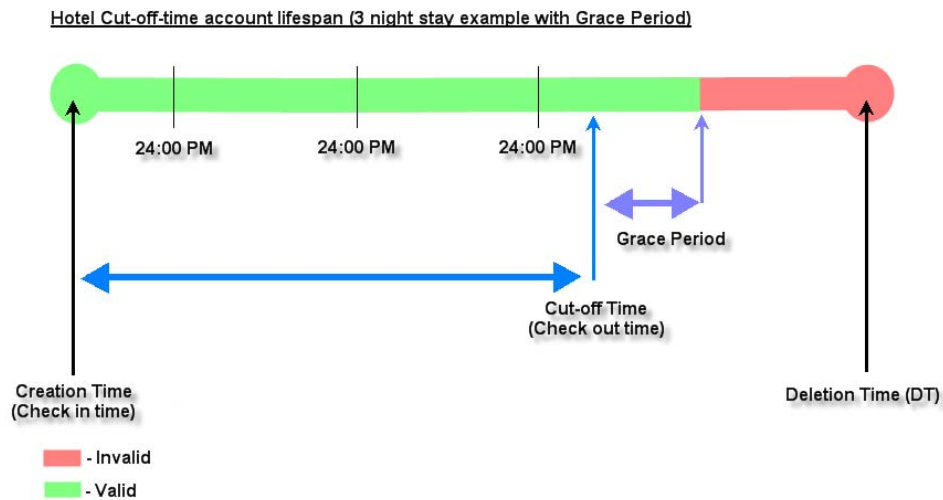 Hotel Cut-off-time account lifespan (3 night stay example with Grace Period)
24:00 PM
24:00 PM
24:00 PM
Grace Period
Cut-off Time
(Check out time)
Creation Time
(Check in time)
Deletion Time (DT)
- Invalid
- Valid